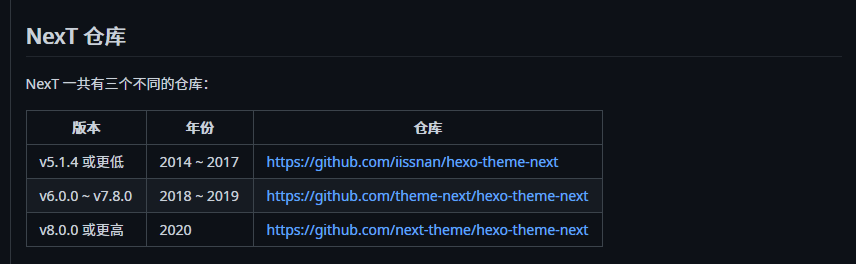 NexT 仓库
NexT 一共有三个不同的仓库：
版本 年份 仓库
v5.1.4 或更低 2014 ~ 2017 https://github.com/iissnan/hexo-theme-next
v6.0.0 ~ v7.8.0 2018 ~ 2019 https://github.com/theme-next/hexo-theme-next
v8.0.0 或更高 2020 https://github.com/next-theme/hexo-theme-next